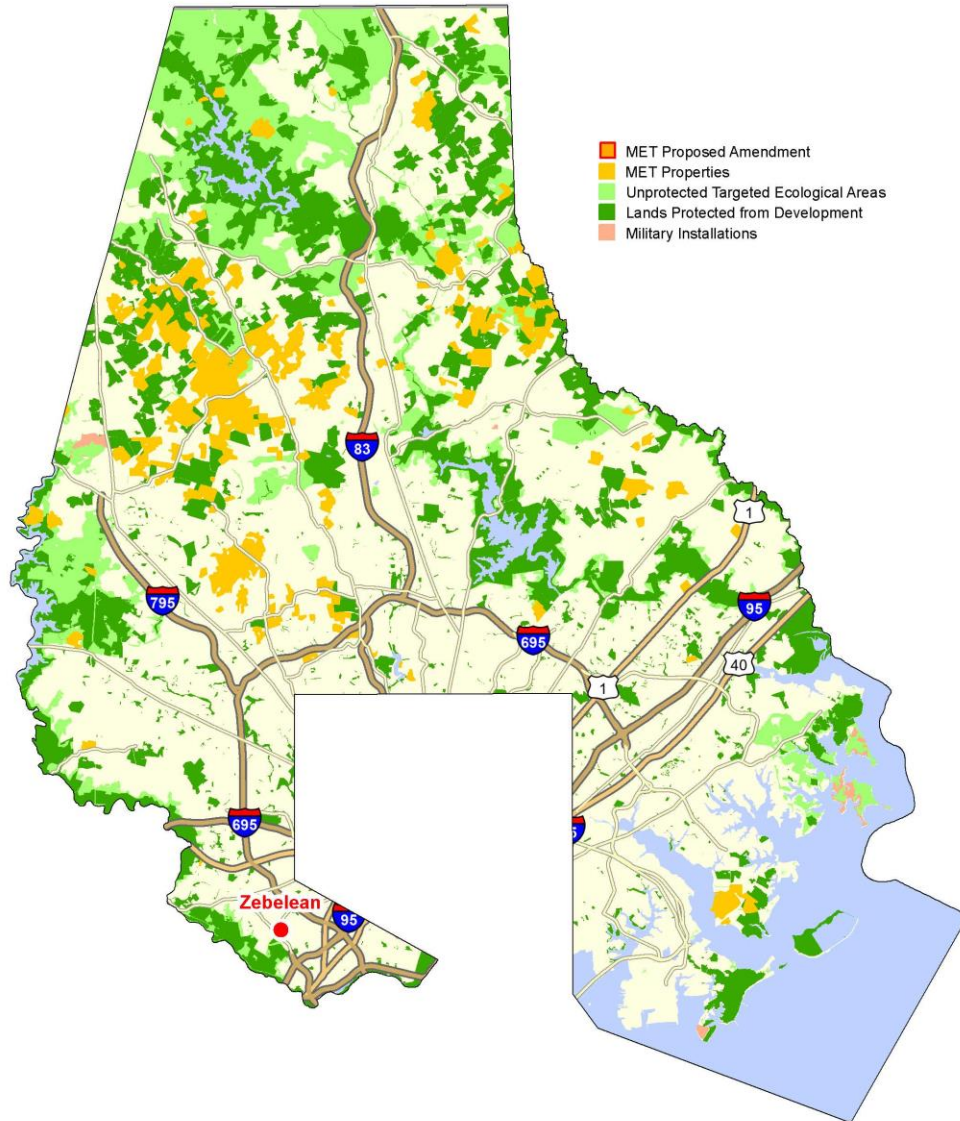 MET Proposed Amendment
MET Properties
Unprotected Targeted Ecological Areas
Lands Protected from Development
Military Installations
83
1
795
95
695
40
1
695
5
Zebelean
95